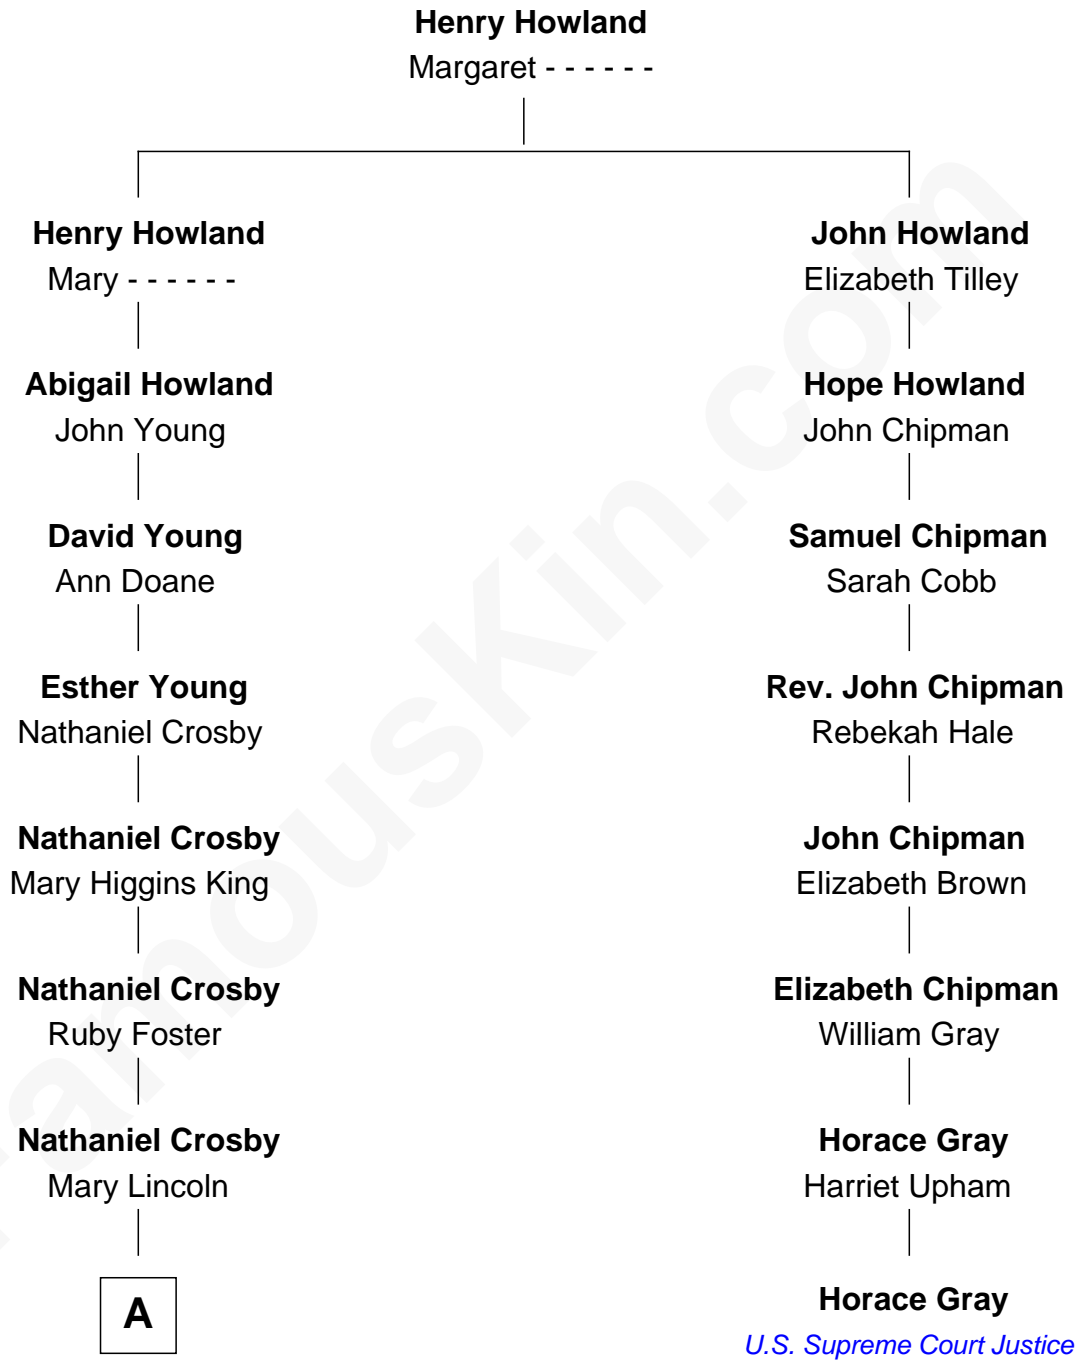 Henry Howland
Margaret - - - - - -
Henry Howland
Mary - - - - - -
John Howland
Elizabeth Tilley
Abigail Howland
John Young
Hope Howland
John Chipman
David Young
Ann Doane
Samuel Chipman
Sarah Cobb
Esther Young
Nathaniel Crosby
Rev. John Chipman
Rebekah Hale
Nathaniel Crosby
Mary Higgins King
John Chipman
Elizabeth Brown
Nathaniel Crosby
Ruby Foster
Elizabeth Chipman
William Gray
Nathaniel Crosby
Mary Lincoln
Horace Gray
Harriet Upham
A
Horace Gray
U.S. Supreme Court Justice
FamousKin.com